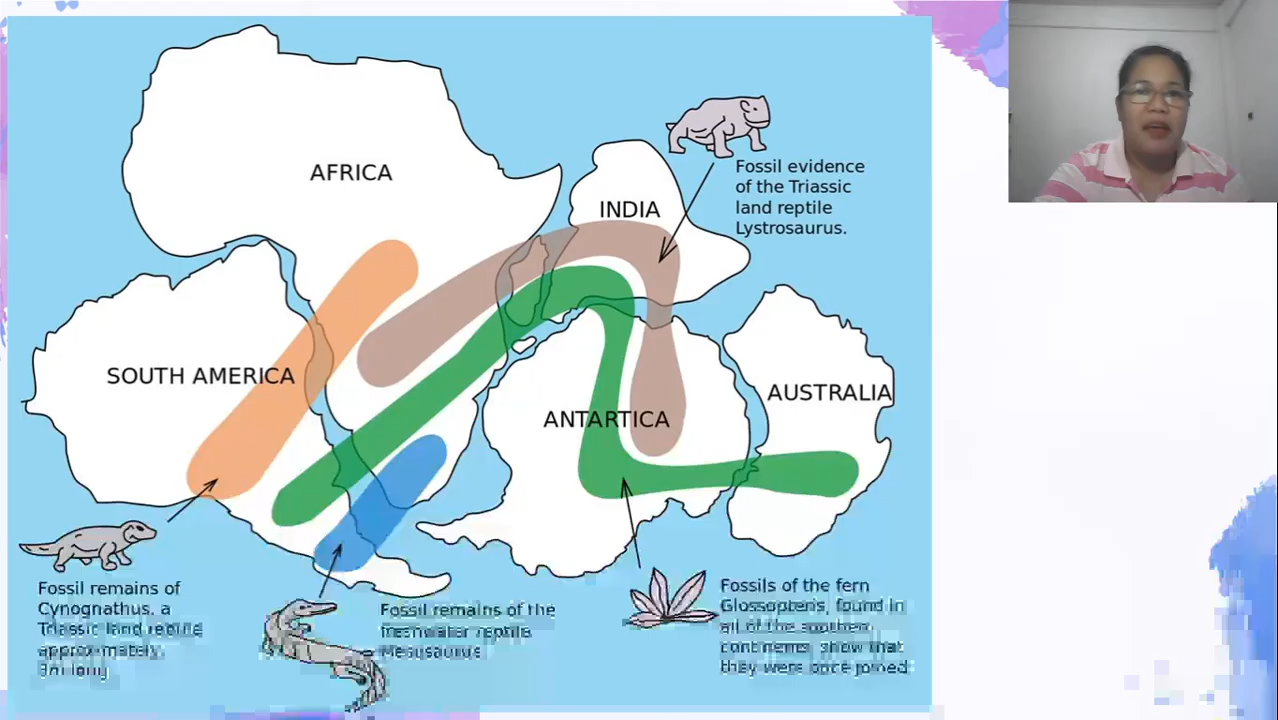 AFRICA
INDIA
Fossil evidence
of the Triassic
land reptile
Lystrosaurus.
SOUTH AMERICA
ANTARTICA
AUSTRALIA
Fossil remains of
Cynognathus, a
Triassic land reptile
approximately
3m long
Fossil remains of the
freshwater reptile
Mesosaurus.
Fossils of the fern
Glossopteris, found in
all of the southern
continents, show that
they were once joined.